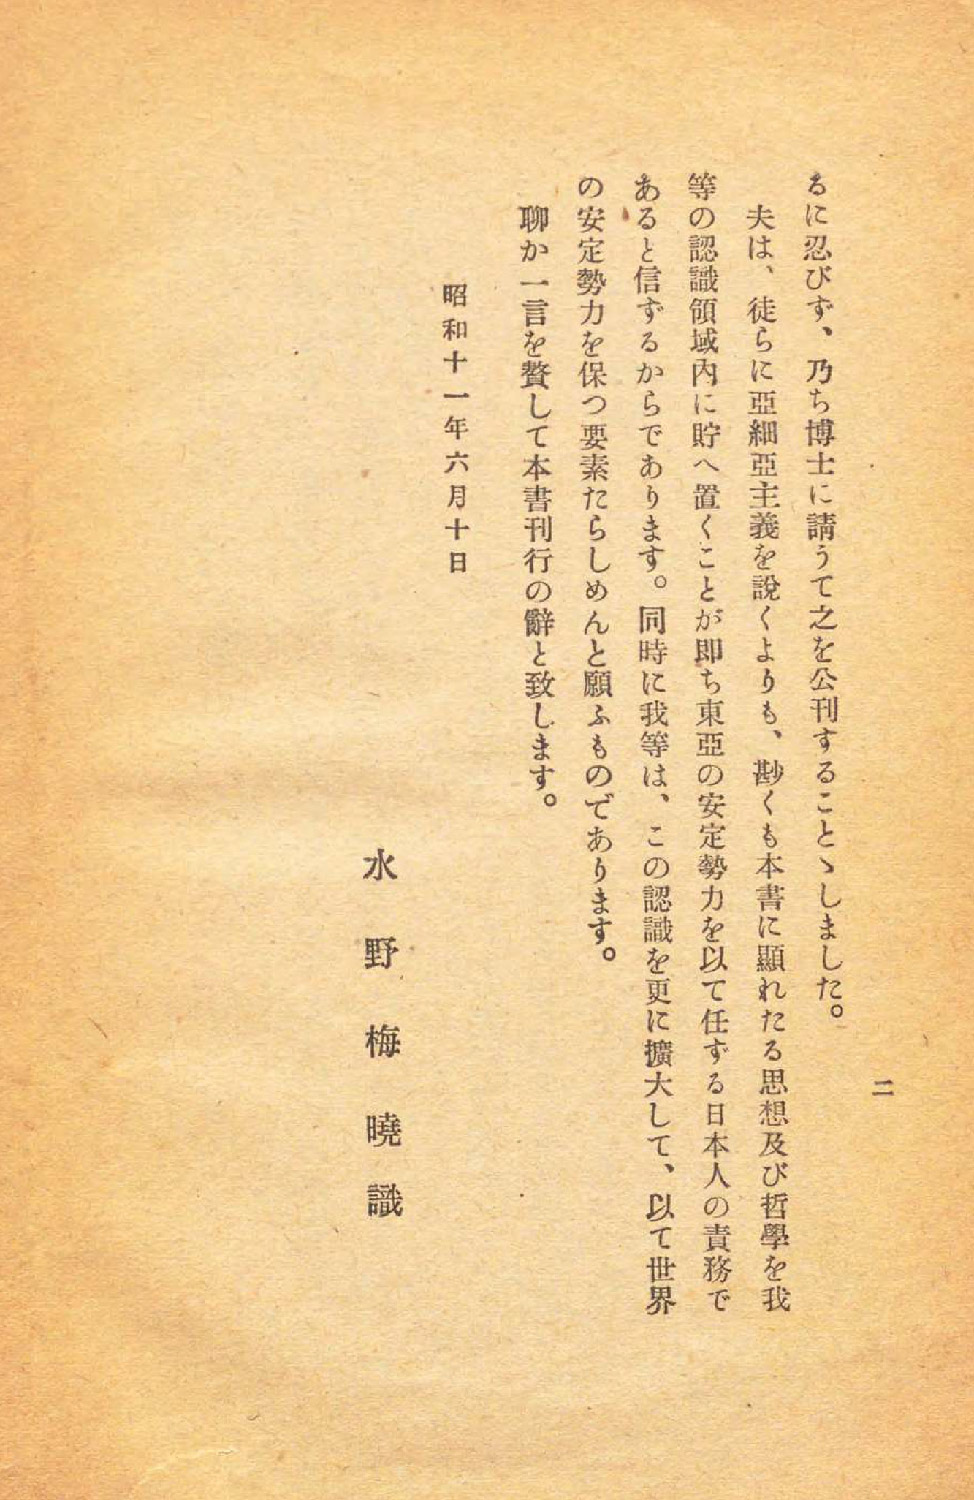 るに忍びず、乃ち博士に請うて之を公刊することゝしました。
夫は、徒らに亞細亞主義を說くよりも、尠くも本書に顯れたる思想及び哲學を我
等の認識領域內に貯へ置くことが即ち東亞の安定勢力を以て任ずる日本人の責務で
あると信ずるからであります。同時に我等は、この認識を更に擴大して、以て世界
の安定勢力を保つ要素たらしめんと願ふものであります。
聊か一言を贅して本書刊行の辭と致します。
昭和十一年六月十日
水野梅曉識
二